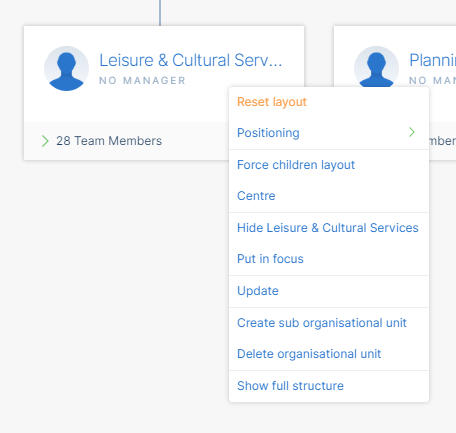 Leisure & Cultural Serv...
NO MANAGER
28 Team Members
Plannin
NO MAN
mber
Reset layout
Positioning
Force children layout
Centre
Hide Leisure & Cultural Services
Put in focus
Update
Create sub organisational unit
Delete organisational unit
Show full structure